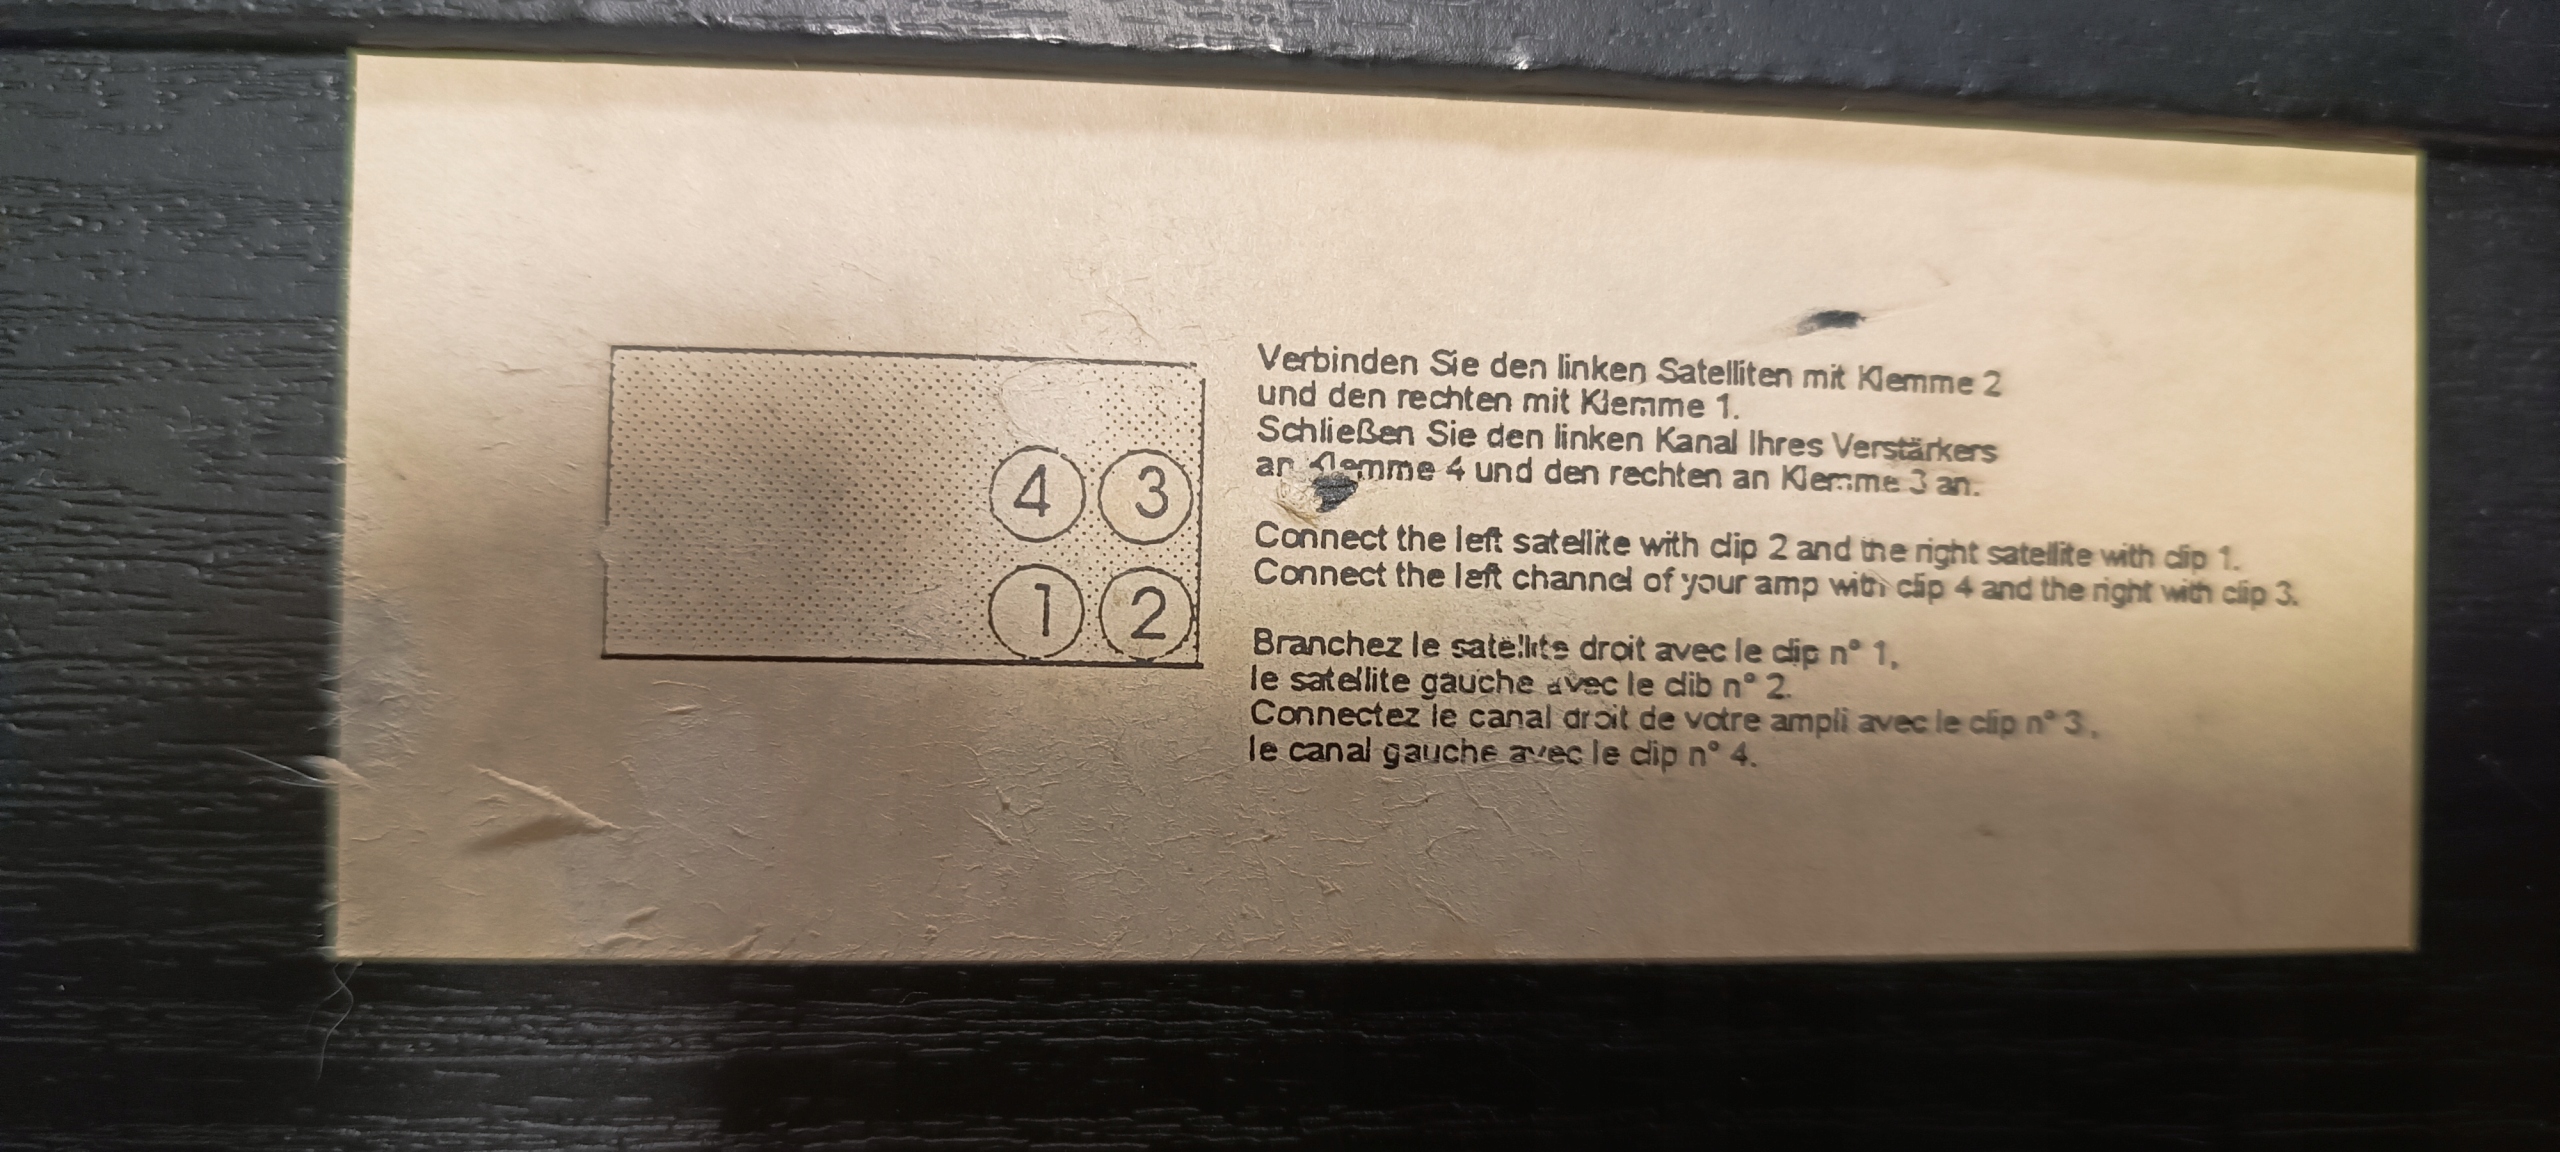 4 3
1 2
Verbinden Sie den linken Satelliten mit Klemme 2
und den rechten mit Klemme 1.
Schließen Sie den linken Kanal Ihres Verstärkers
an Klemme 4 und den rechten an Klemme 3 an.
Connect the left satellite with clip 2 and the right satellite with clip 1.
Connect the left channel of your amp with clip 4 and the right with clip 3.
Branchez le satellite droit avec le clip n° 1,
le satellite gauche avec le clib n° 2.
Connectez le canal droit de votre ampli avec le clip n° 3,
le canal gauche avec le clip n° 4.